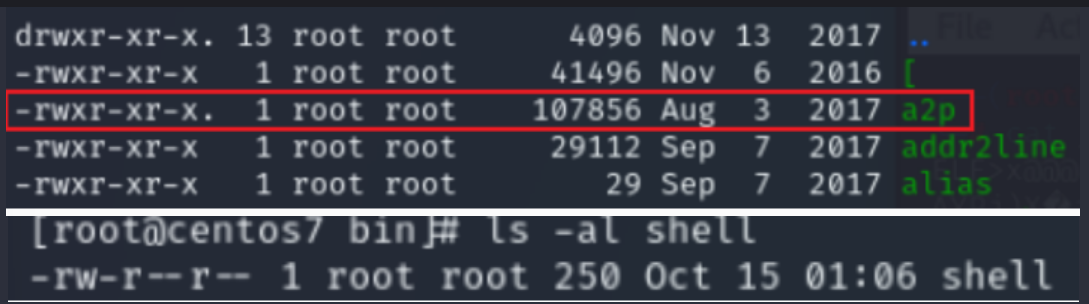 drwxr-xr-x. 13 root root 4096 Nov 13 2017 ..
-rwxr-xr-x 1 root root 41496 Nov 6 2016 [
-rwxr-xr-x. 1 root root 107856 Aug 3 2017 a2p
-rwxr-xr-x 1 root root 29112 Sep 7 2017 addr2line
-rwxr-xr-x 1 root root 29 Sep 7 2017 alias
[root@centos7 bin]# ls -al shell
-rw-r--r-- 1 root root 250 Oct 15 01:06 shell